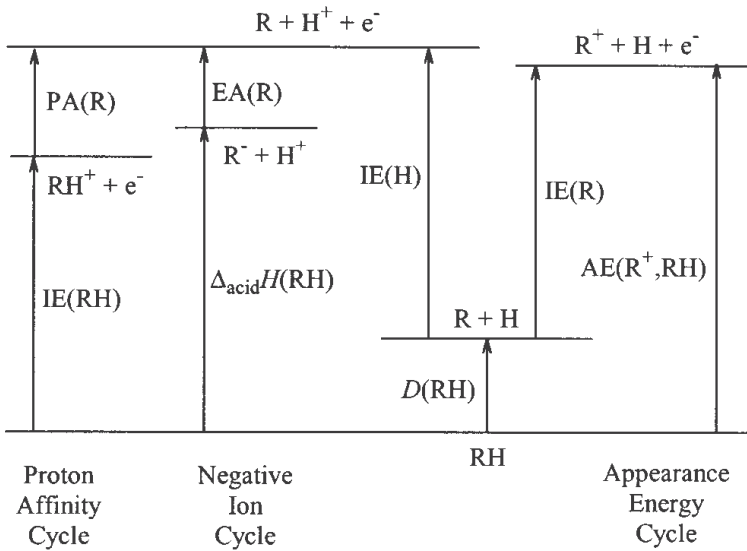 R + H⁺ + e⁻
R⁺ + H + e⁻
PA(R)
EA(R)
R⁻ + H⁺
RH⁺ + e⁻
IE(H)
IE(R)
IE(RH)
Δ_acid H(RH)
AE(R⁺,RH)
R + H
D(RH)
RH
Proton
Affinity
Cycle
Negative
Ion
Cycle
Appearance
Energy
Cycle